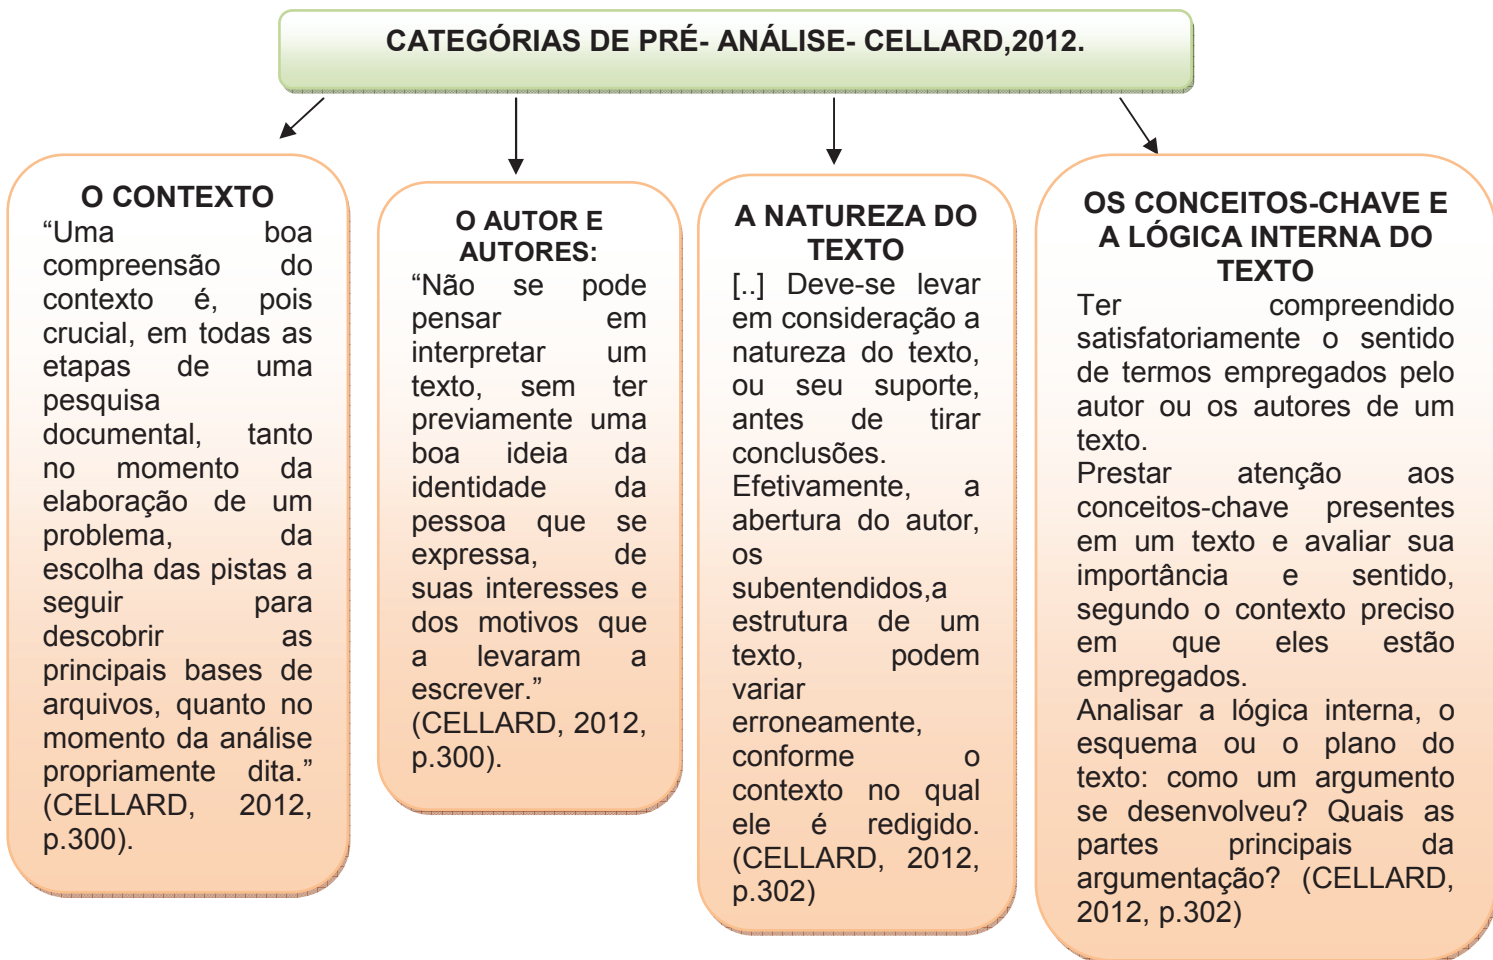 CATEGÓRIAS DE PRÉ- ANÁLISE- CELLARD,2012.
O CONTEXTO
“Uma boa
compreensão do
contexto é, pois
crucial, em todas as
etapas de uma
pesquisa
documental, tanto
no momento da
elaboração de um
problema, da
escolha das pistas a
seguir para
descobrir as
principais bases de
arquivos, quanto no
momento da análise
propriamente dita.”
(CELLARD, 2012,
p.300).
O AUTOR E
AUTORES:
“Não se pode
pensar em
interpretar um
texto, sem ter
previamente uma
boa ideia da
identidade da
pessoa que se
expressa, de
suas interesses e
dos motivos que
a levaram a
escrever.”
(CELLARD, 2012,
p.300).
A NATUREZA DO
TEXTO
[..] Deve-se levar
em consideração a
natureza do texto,
ou seu suporte,
antes de tirar
conclusões.
Efetivamente, a
abertura do autor,
os
subentendidos,a
estrutura de um
texto, podem
variar
erroneamente,
conforme o
contexto no qual
ele é redigido.
(CELLARD, 2012,
p.302)
OS CONCEITOS-CHAVE E
A LÓGICA INTERNA DO
TEXTO
Ter compreendido
satisfatoriamente o sentido
de termos empregados pelo
autor ou os autores de um
texto.
Prestar atenção aos
conceitos-chave presentes
em um texto e avaliar sua
importância e sentido,
segundo o contexto preciso
em que eles estão
empregados.
Analisar a lógica interna, o
esquema ou o plano do
texto: como um argumento
se desenvolveu? Quais as
partes principais da
argumentação? (CELLARD,
2012, p.302)